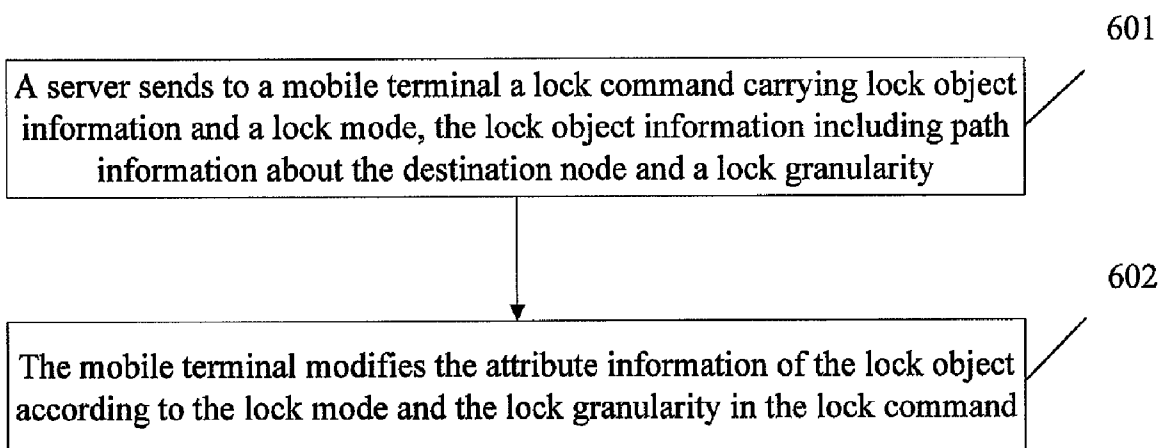 601
A server sends to a mobile terminal a lock command carrying lock object
information and a lock mode, the lock object information including path
information about the destination node and a lock granularity
602
The mobile terminal modifies the attribute information of the lock object
according to the lock mode and the lock granularity in the lock command